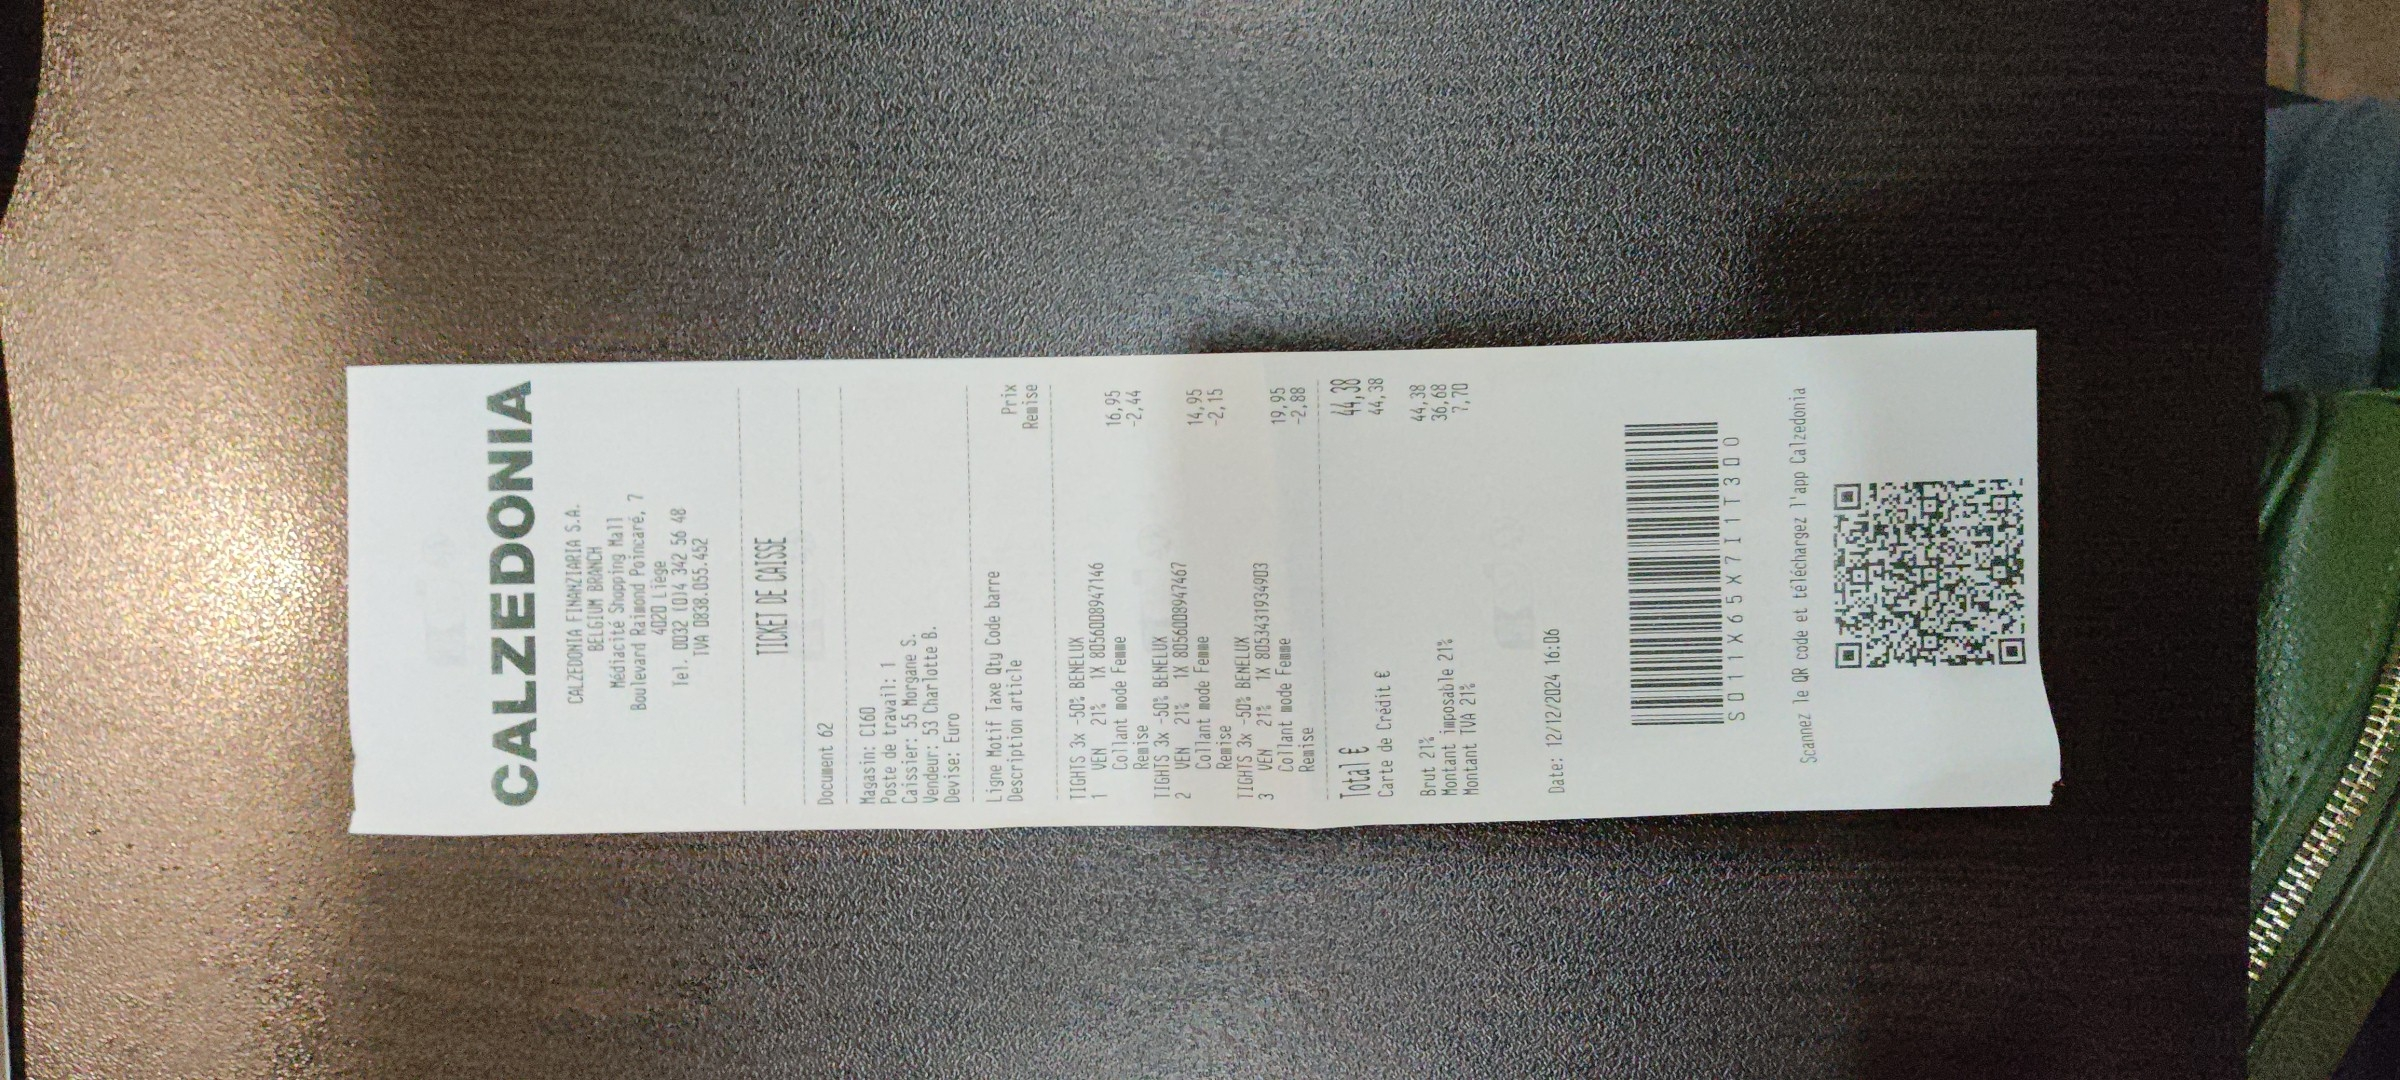 CALZEDONIA
CALZEDONIA FINANZIARIA S.A.
BELGIUM BRANCH
Médiacité Shopping Mall
Boulevard Raimond Poincaré, 7
4020 Liège
Tel. 0032 (0)4 342 56 48
TVA 0838.055.452
TICKET DE CAISSE
Document 62
Magasin: CI60
Poste de travail: 1
Caissier: 55 Morgane S.
Vendeur: 53 Charlotte B.
Devise: Euro
Ligne Motif Taxe Qty Code barre Prix
Description article Remise
TIGHTS 3x -50% BENELUX
1 VEN 21% 1X 8056008947146 16,95
Collant mode Femme -2,44
Remise
TIGHTS 3x -50% BENELUX
2 VEN 21% 1X 8056008947467 14,95
Collant mode Femme -2,15
Remise
TIGHTS 3x -50% BENELUX
3 VEN 21% 1X 8053431934903 19,95
Collant mode Femme -2,88
Remise
Total € 44,38
Carte de Crédit € 44,38
Brut 21% 44,38
Montant imposable 21% 36,68
Montant TVA 21% 7,70
Date: 12/12/2024 16:06
S011X65X7I1T300
Scannez le QR code et téléchargez l'app Calzedonia